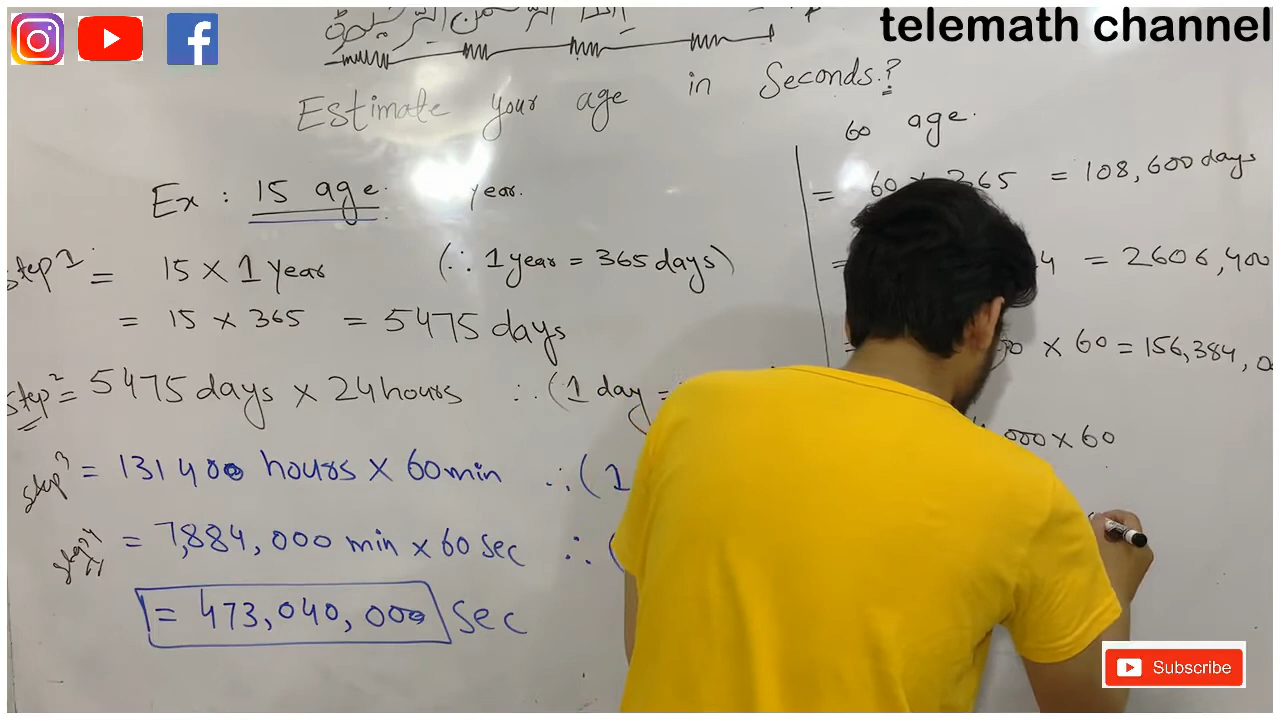 telemath channel
Estimate your age in Seconds.?
Ex : 15 age. year.
step 1 = 15 × 1 year (∴ 1 year = 365 days)
= 15 × 365 = 5475 days
step 2 = 5475 days × 24 hours ∴ (1 day =
step 3 = 131400 hours × 60 min ∴ ( 1
step 4 = 7,884,000 min × 60 sec ∴ (
= 473,040,000 Sec
60 age.
= 60 × 365 = 108,600 days
= 4 = 2606,400
= × 60 = 156,384,
000 × 60
Subscribe